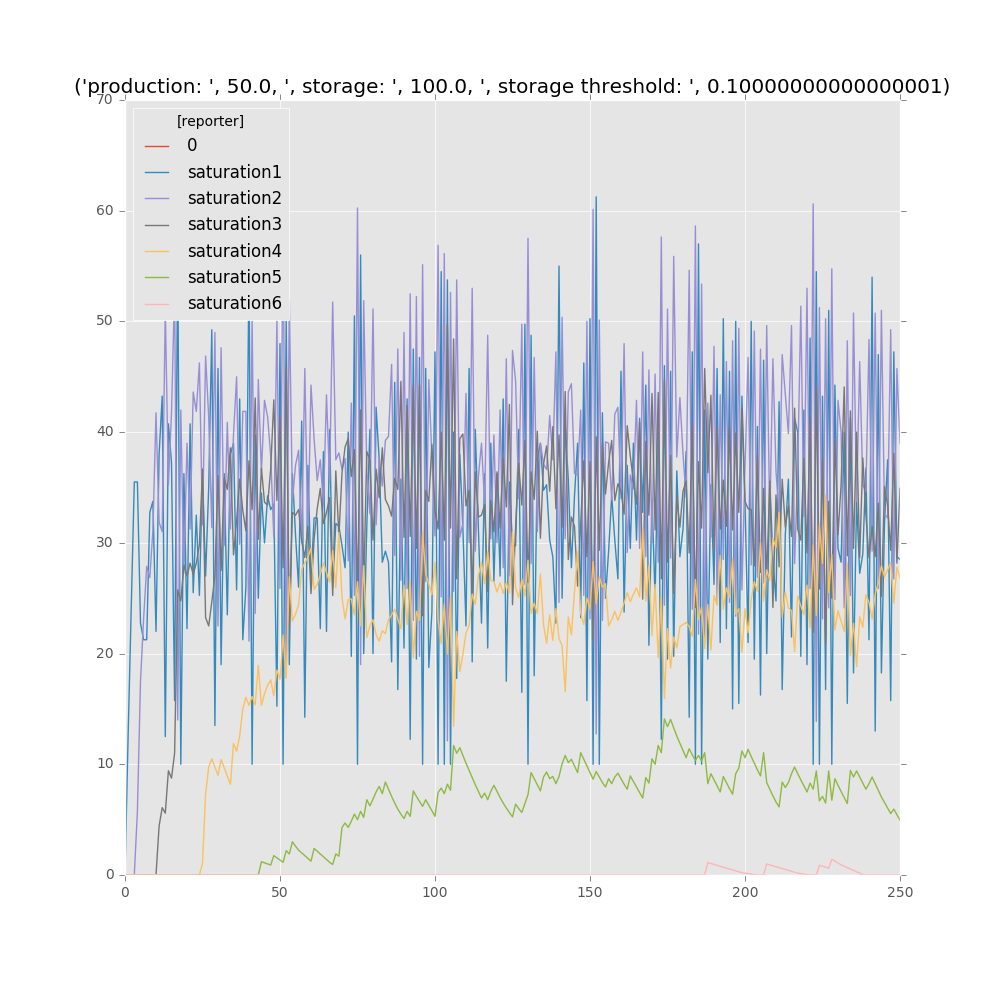 ('production: ', 50.0, ', storage: ', 100.0, ', storage threshold: ', 0.10000000000000001)
70
60
50
40
30
20
10
0
[reporter]
0
saturation1
saturation2
saturation3
saturation4
saturation5
saturation6
0
50
100
150
200
250